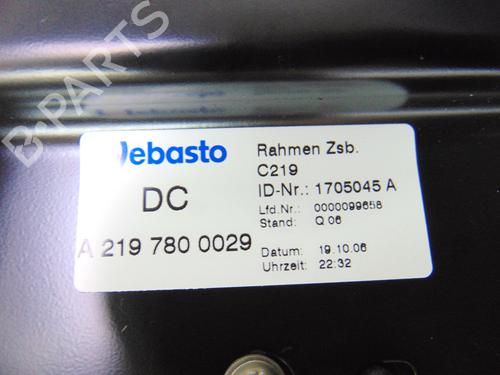 B-PARTS
Webasto
DC
A 219 780 0029
Rahmen Zsb.
C219
ID-Nr.: 1705045 A
Lfd.Nr.: 0000099658
Stand: Q 06
Datum: 19.10.06
Uhrzeit: 22:32